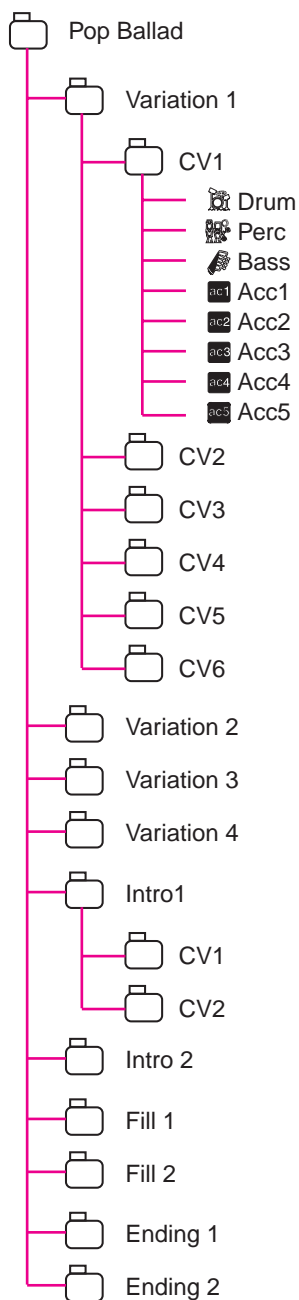 Pop Ballad
Variation 1
CV1
Drum
Perc
Bass
ac1 Acc1
ac2 Acc2
ac3 Acc3
ac4 Acc4
ac5 Acc5
CV2
CV3
CV4
CV5
CV6
Variation 2
Variation 3
Variation 4
Intro1
CV1
CV2
Intro 2
Fill 1
Fill 2
Ending 1
Ending 2